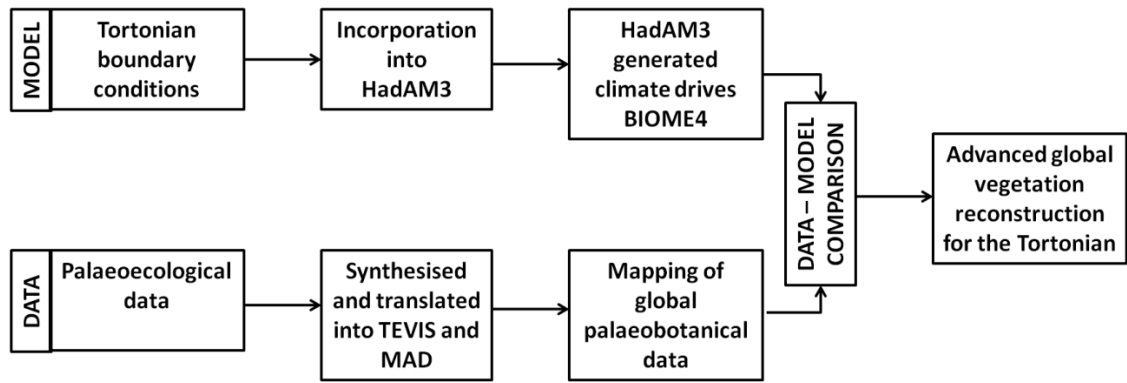 MODEL
Tortonian
boundary
conditions
Incorporation
into
HadAM3
HadAM3
generated
climate drives
BIOME4
DATA
Palaeoecological
data
Synthesised
and translated
into TEVIS and
MAD
Mapping of
global
palaeobotanical
data
DATA – MODEL
COMPARISON
Advanced global
vegetation
reconstruction
for the Tortonian